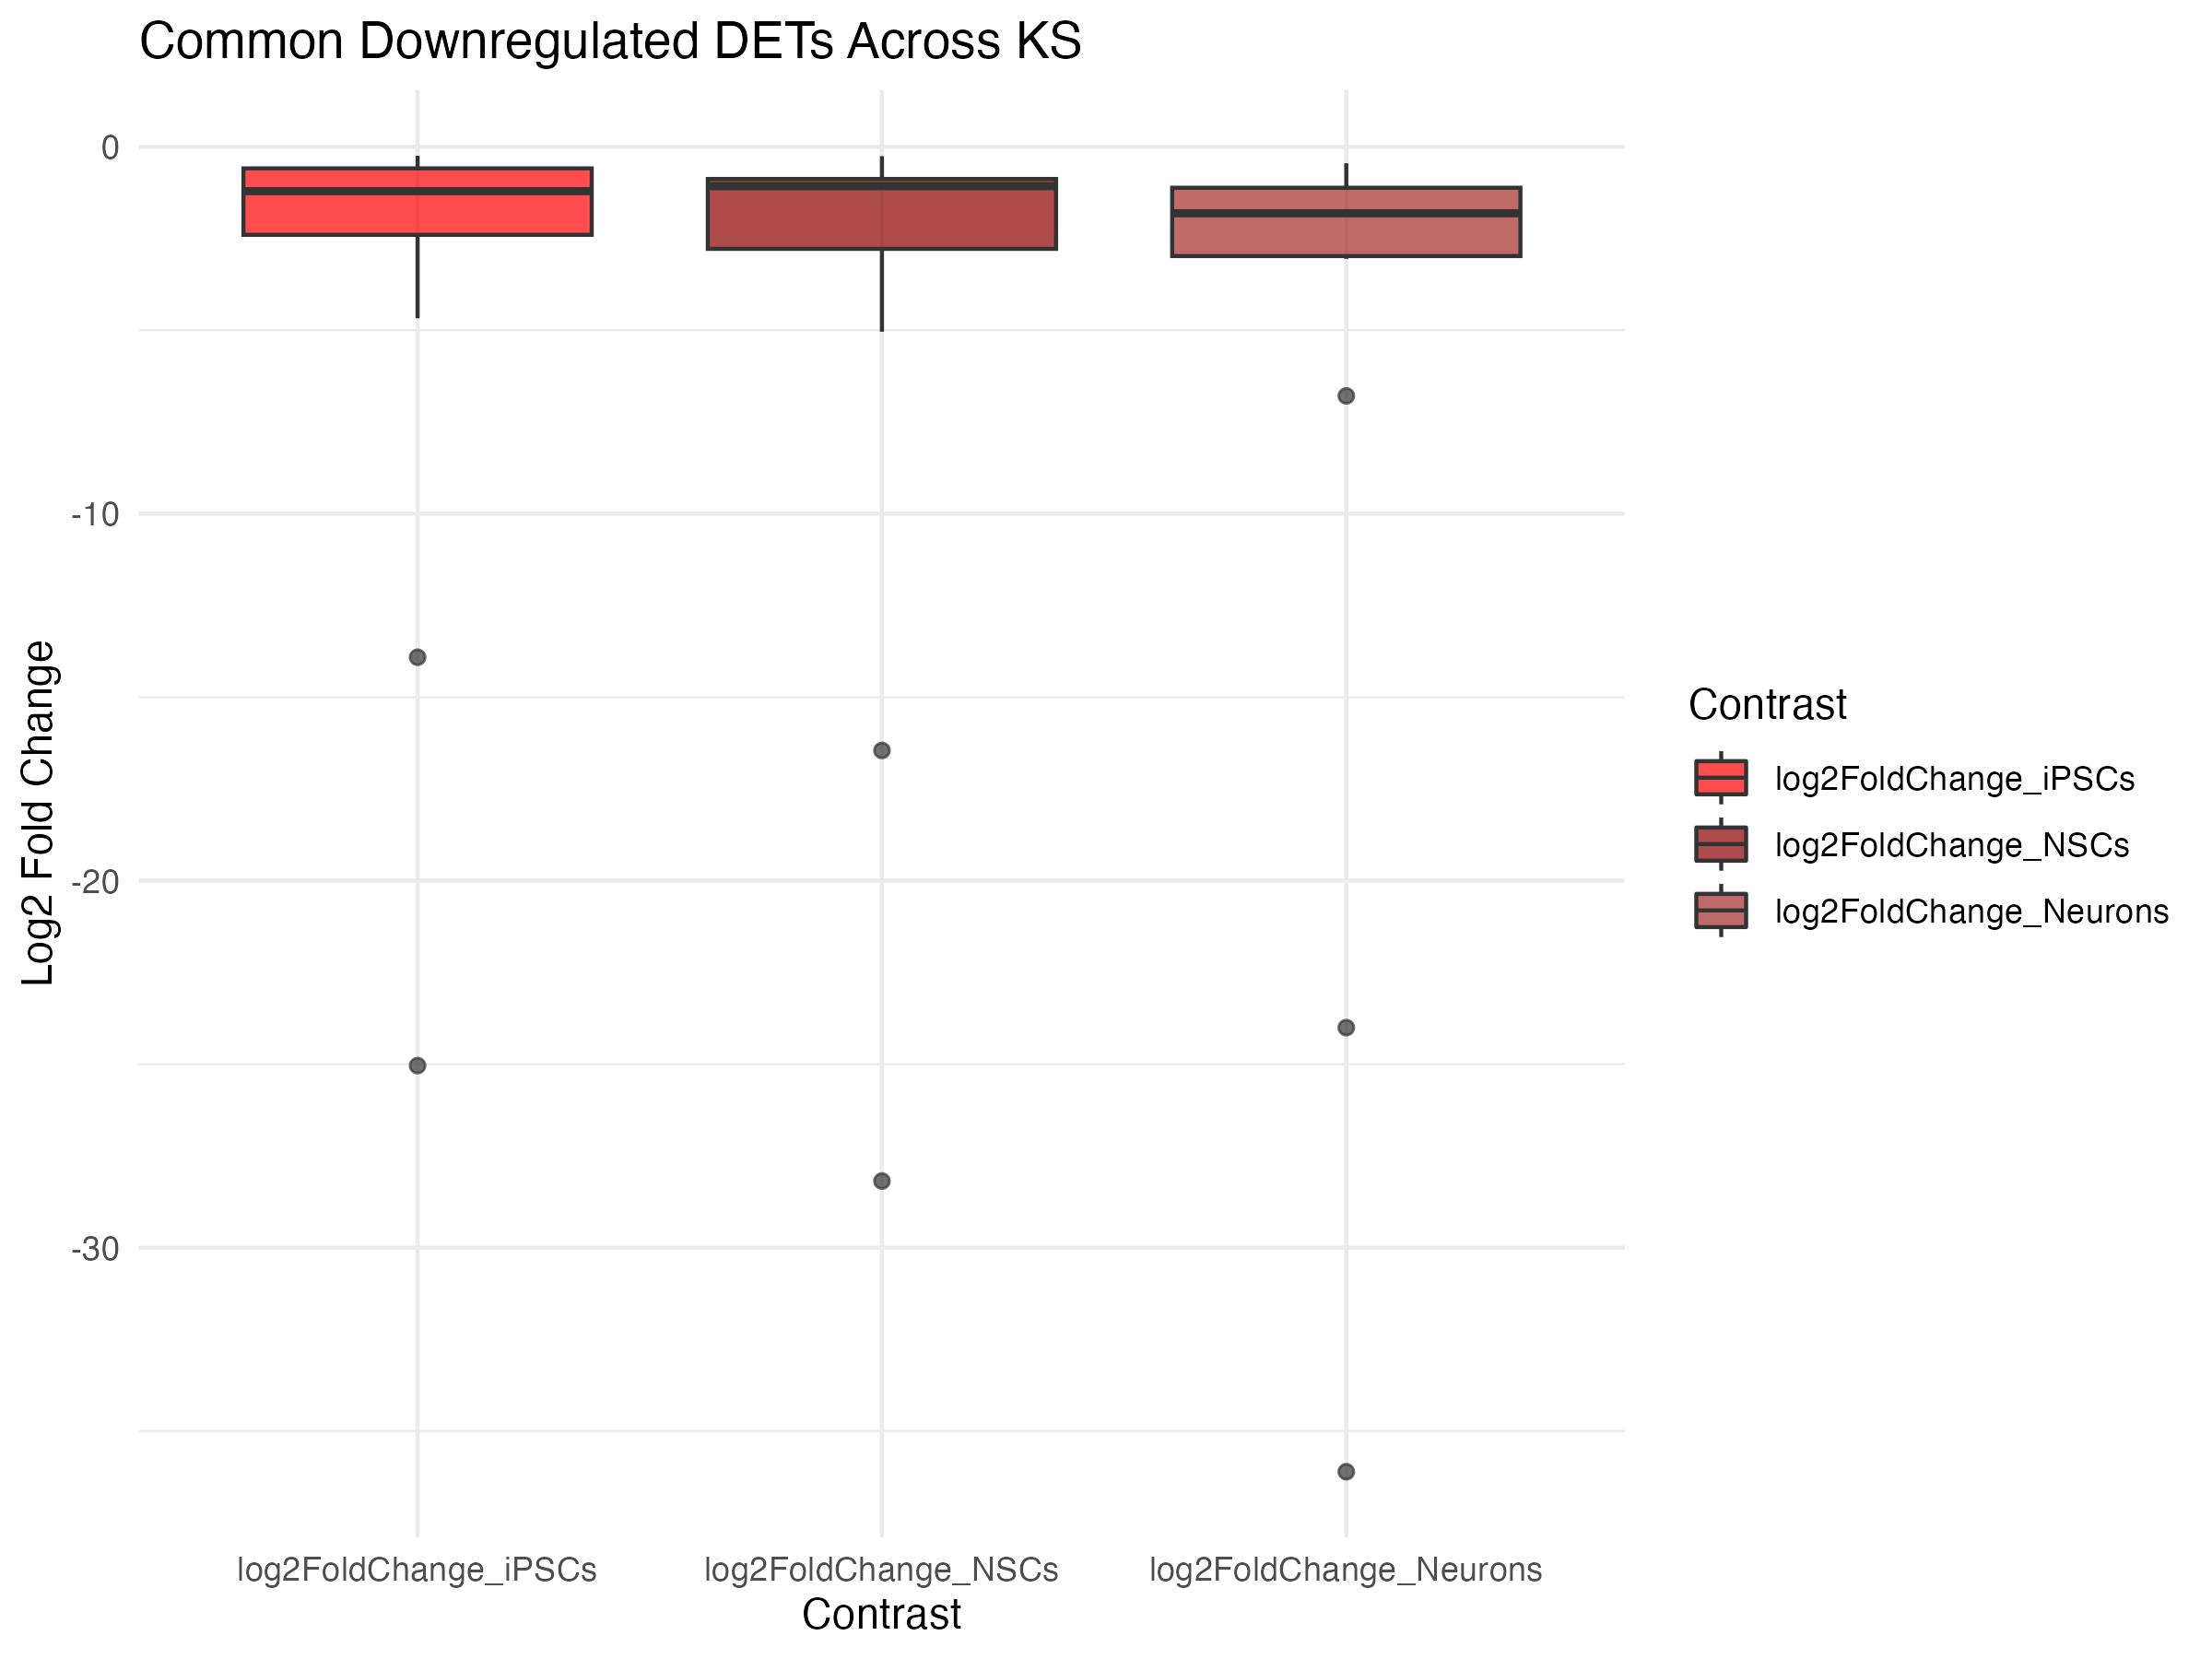 Common Downregulated DETs Across KS
0
-10
-20
-30
Log2 Fold Change
log2FoldChange_iPSCs
log2FoldChange_NSCs
log2FoldChange_Neurons
Contrast
Contrast
log2FoldChange_iPSCs
log2FoldChange_NSCs
log2FoldChange_Neurons